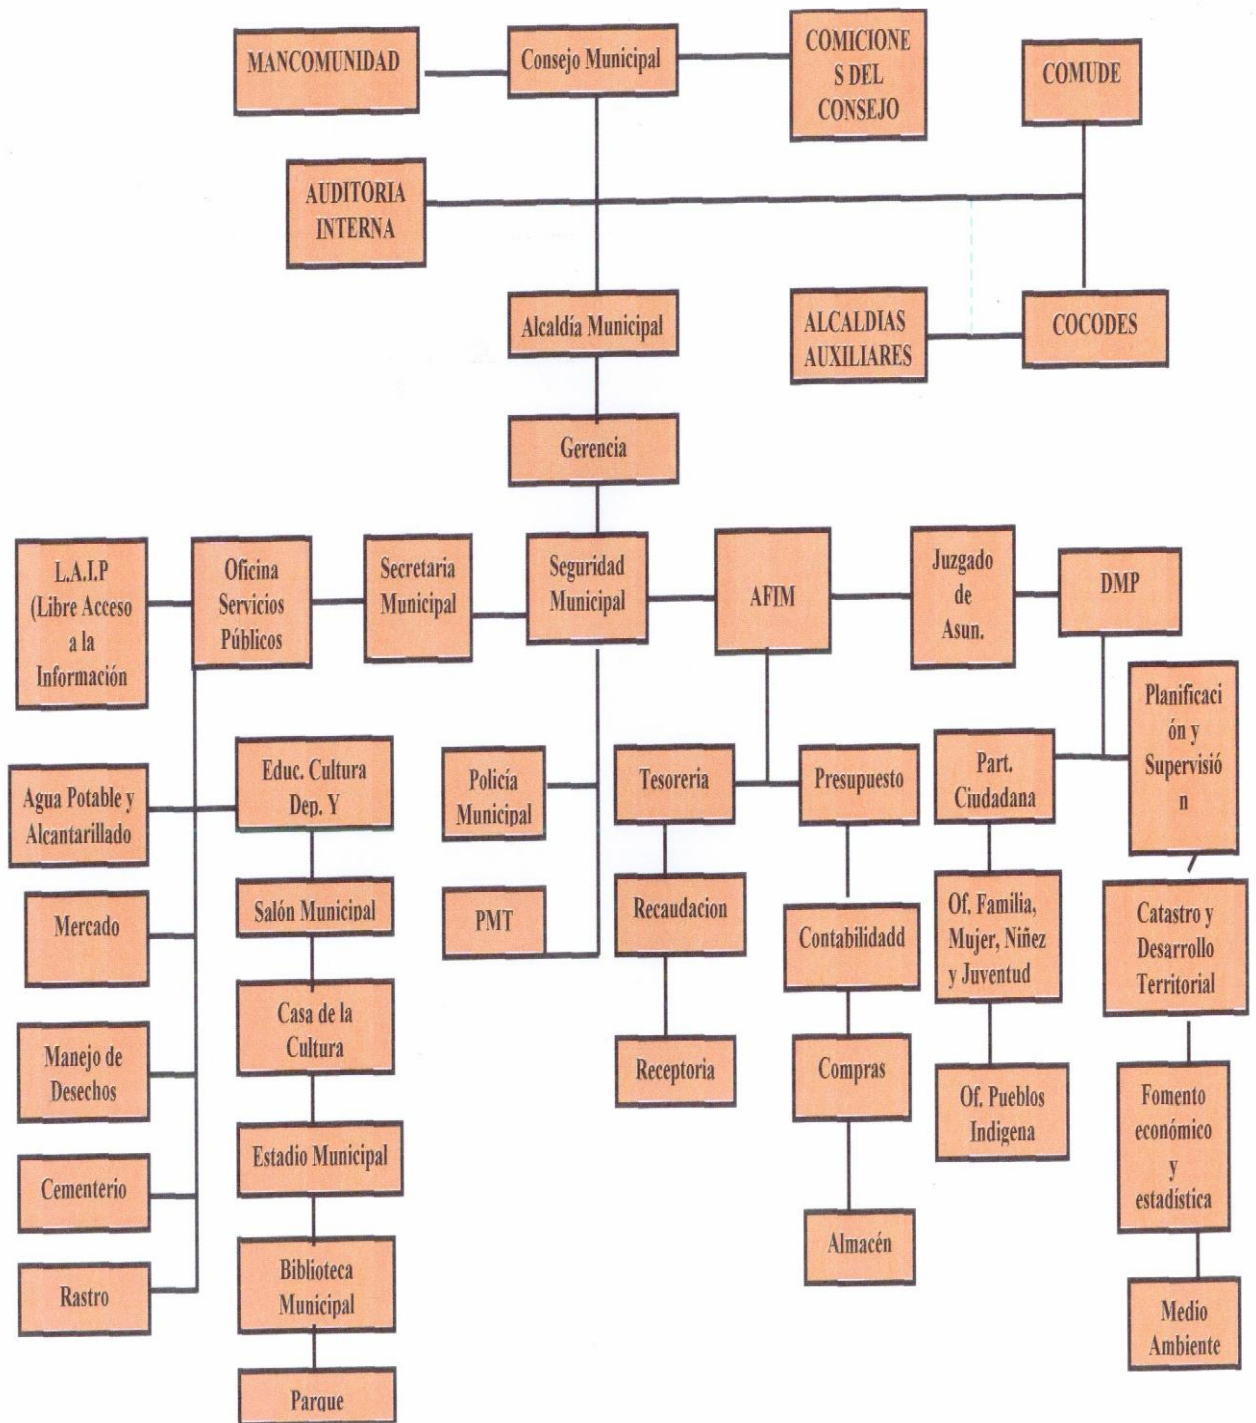 MANCOMUNIDAD
Consejo Municipal
COMICIONE
S DEL
CONSEJO
COMUDE
AUDITORIA
INTERNA
Alcaldía Municipal
ALCALDIAS
AUXILIARES
COCODES
Gerencia
L.A.I.P
(Libre Acceso
a la
Información
Oficina
Servicios
Públicos
Secretaria
Municipal
Seguridad
Municipal
AFIM
Juzgado
de
Asun.
DMP
Planificaci
ón y
Supervisió
n
Agua Potable y
Alcantarillado
Educ. Cultura
Dep. Y
Policía
Municipal
Tesoreria
Presupuesto
Part.
Ciudadana
Mercado
Salón Municipal
PMT
Recaudacion
Contabilidadd
Of, Familia,
Mujer, Niñez
y Juventud
Catastro y
Desarrollo
Territorial
Manejo de
Desechos
Casa de la
Cultura
Receptoria
Compras
Of. Pueblos
Indigena
Fomento
económico
y
estadística
Cementerio
Estadio Municipal
Almacén
Rastro
Biblioteca
Municipal
Medio
Ambiente
Parque